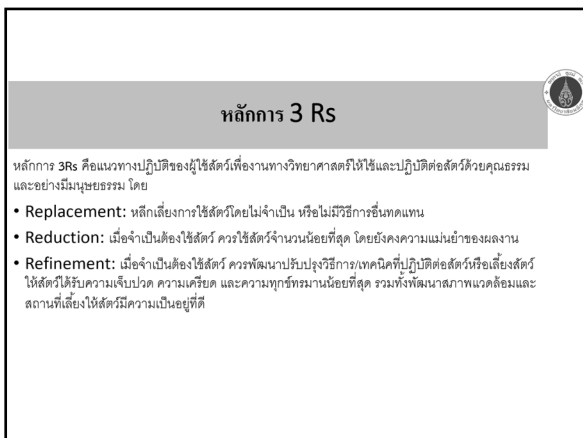 หลักการ 3 Rs
หลักการ 3Rs คือแนวทางปฏิบัติของผู้ใช้สัตว์เพื่องานทางวิทยาศาสตร์ให้ใช้และปฏิบัติต่อสัตว์ด้วยคุณธรรม
และอย่างมีมนุษยธรรม โดย
• Replacement: หลีกเลี่ยงการใช้สัตว์โดยไม่จำเป็น หรือไม่มีวิธีการอื่นทดแทน
• Reduction: เมื่อจำเป็นต้องใช้สัตว์ ควรใช้สัตว์จำนวนน้อยที่สุด โดยยังคงความแม่นยำของผลงาน
• Refinement: เมื่อจำเป็นต้องใช้สัตว์ ควรพัฒนาปรับปรุงวิธีการ/เทคนิคที่ปฏิบัติต่อสัตว์หรือเลี้ยงสัตว์
ให้สัตว์ได้รับความเจ็บปวด ความเครียด และความทุกข์ทรมานน้อยที่สุด รวมทั้งพัฒนาสภาพแวดล้อมและ
สถานที่เลี้ยงให้สัตว์มีความเป็นอยู่ที่ดี